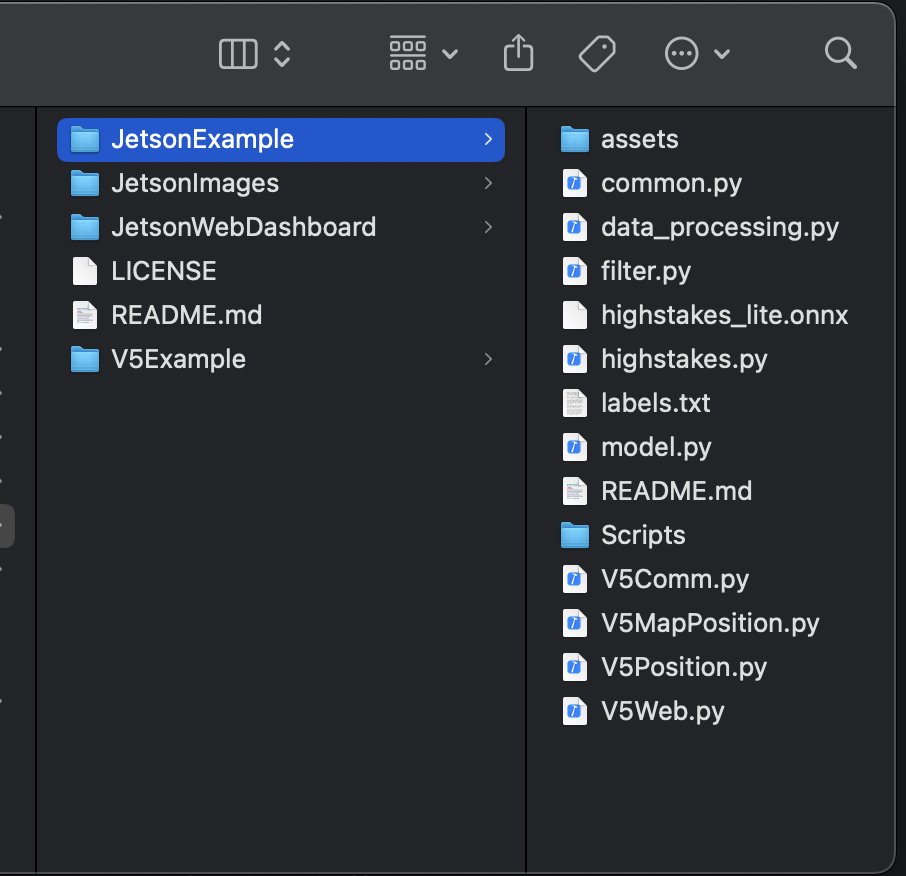 JetsonExample
JetsonImages
JetsonWebDashboard
LICENSE
README.md
V5Example
assets
common.py
data_processing.py
filter.py
highstakes_lite.onnx
highstakes.py
labels.txt
model.py
README.md
Scripts
V5Comm.py
V5MapPosition.py
V5Position.py
V5Web.py